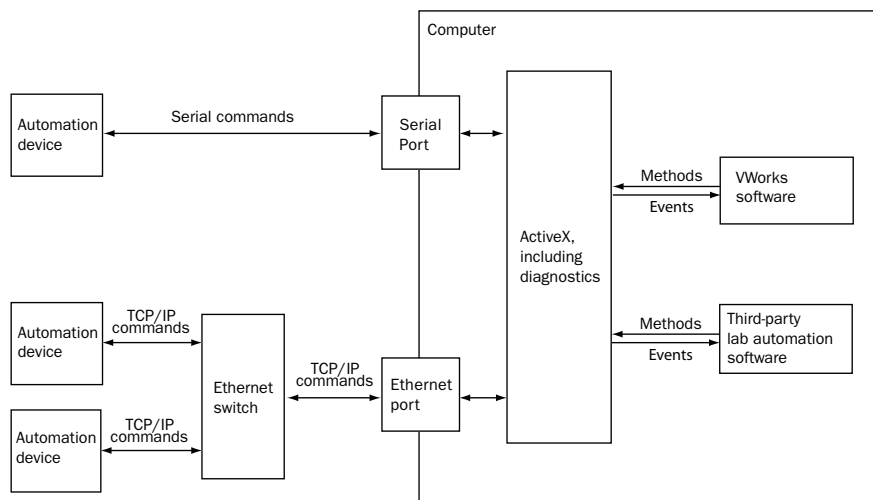 Computer
Automation
device
Serial commands
Serial
Port
Methods
Events
VWorks
software
ActiveX,
including
diagnostics
Automation
device
TCP/IP
commands
Ethernet
switch
TCP/IP
commands
Ethernet
port
Methods
Events
Third-party
lab automation
software
Automation
device
TCP/IP
commands